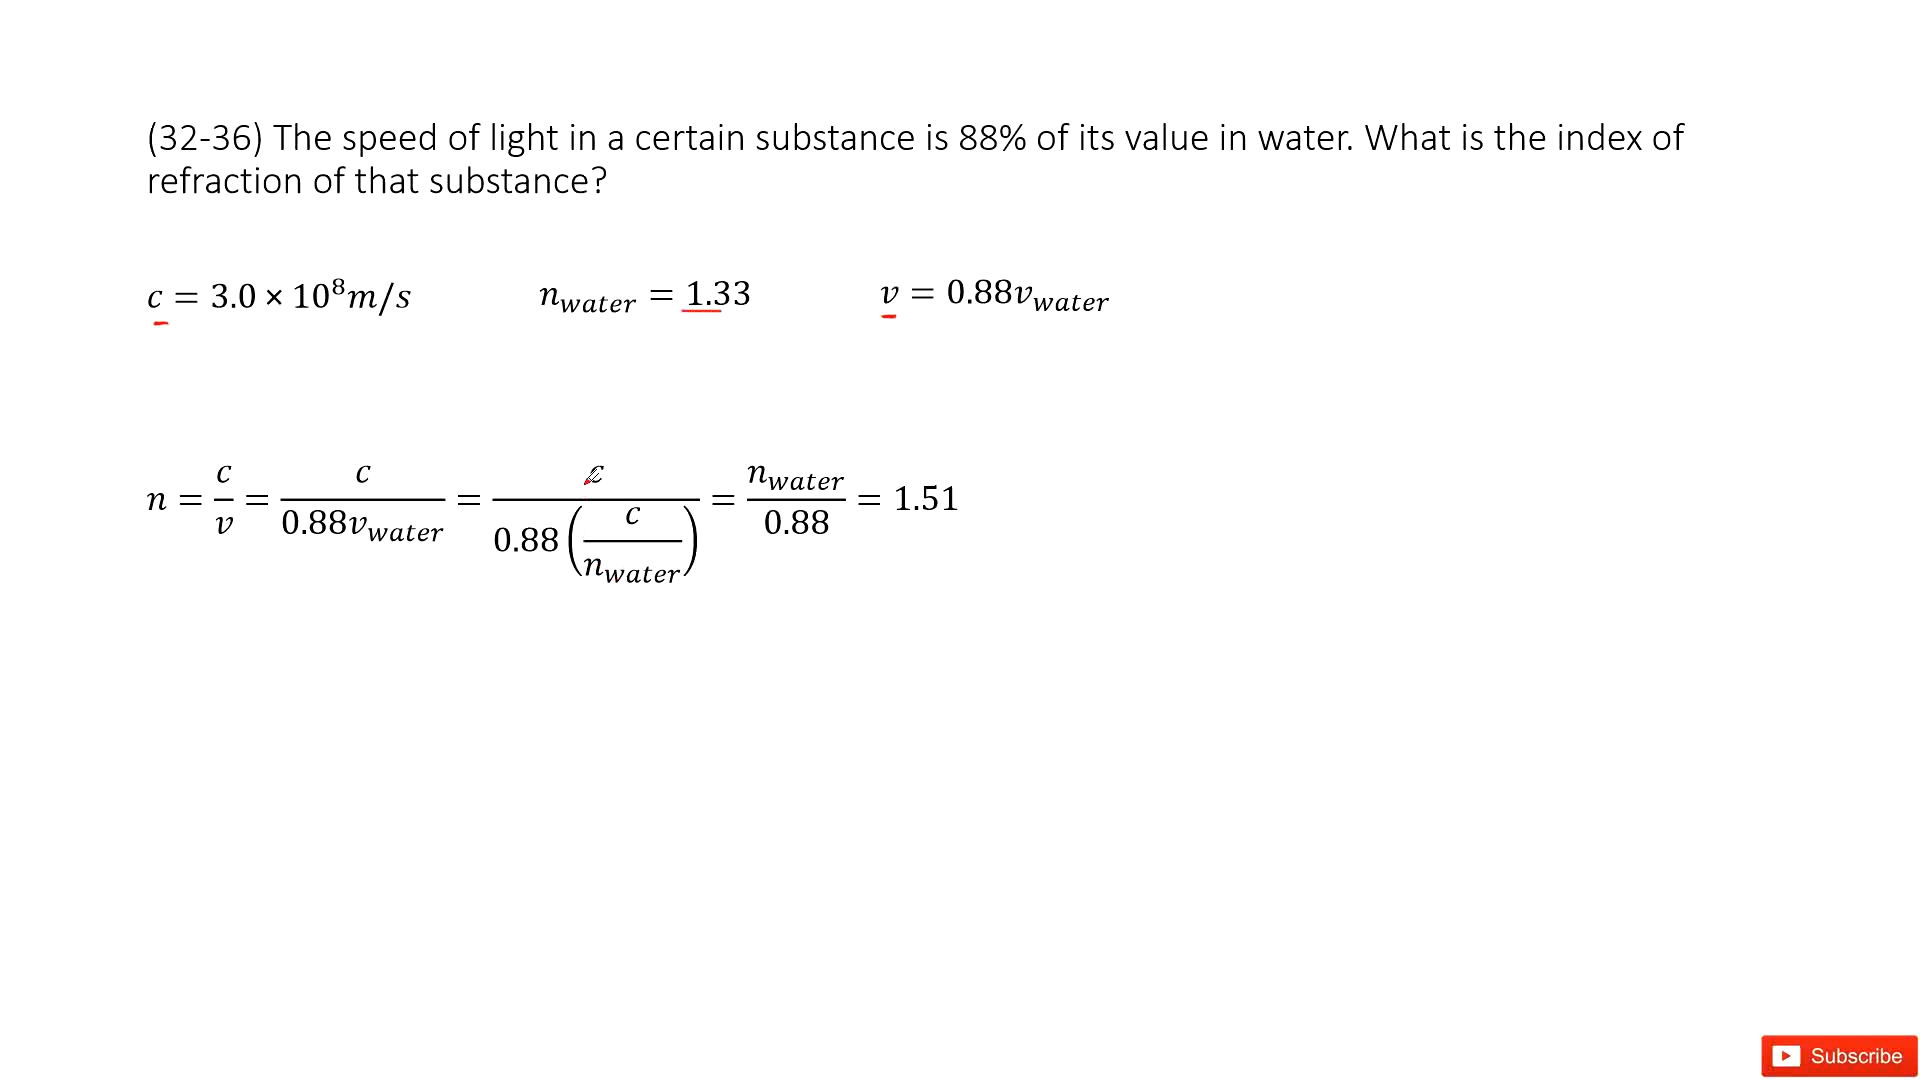 (32-36) The speed of light in a certain substance is 88% of its value in water. What is the index of
refraction of that substance?
c = 3.0 × 10⁸m/s n_water = 1.33 v = 0.88v_water
n = c/v = c/(0.88v_water) = c/(0.88(c/n_water)) = n_water/0.88 = 1.51
Subscribe